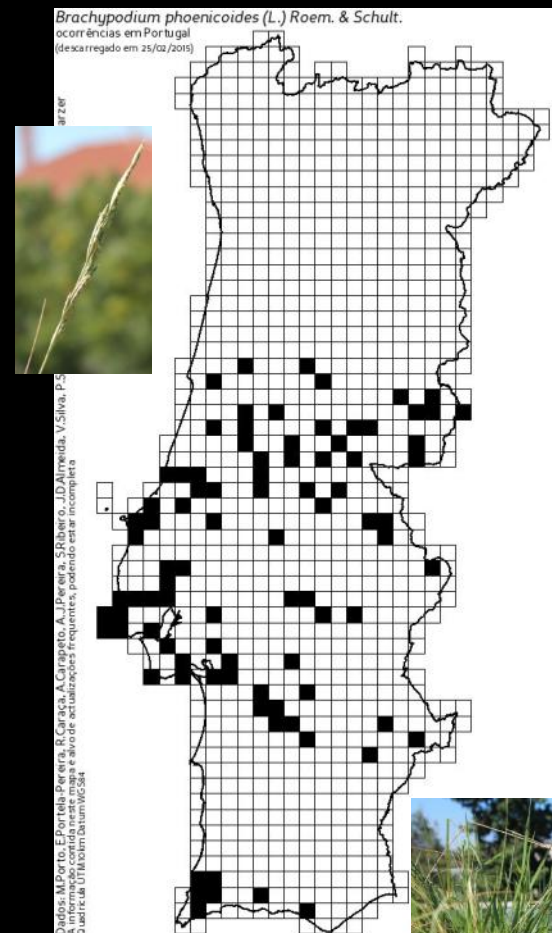 Brachypodium phoenicoides (L.) Roem. & Schult.
ocorrências em Portugal
(descarregado em 25/02/2015)
Dados: M.Porto, E.Portela-Pereira, R.Caraça, A.Carapeto, A.J.Pereira, S.Ribeiro, J.D.Almeida, V.Silva, P.S
arzer
A informação contida neste mapa é alvo de actualizações frequentes, podendo estar incompleta
Quadrícula UTM 10km Datum WGS84